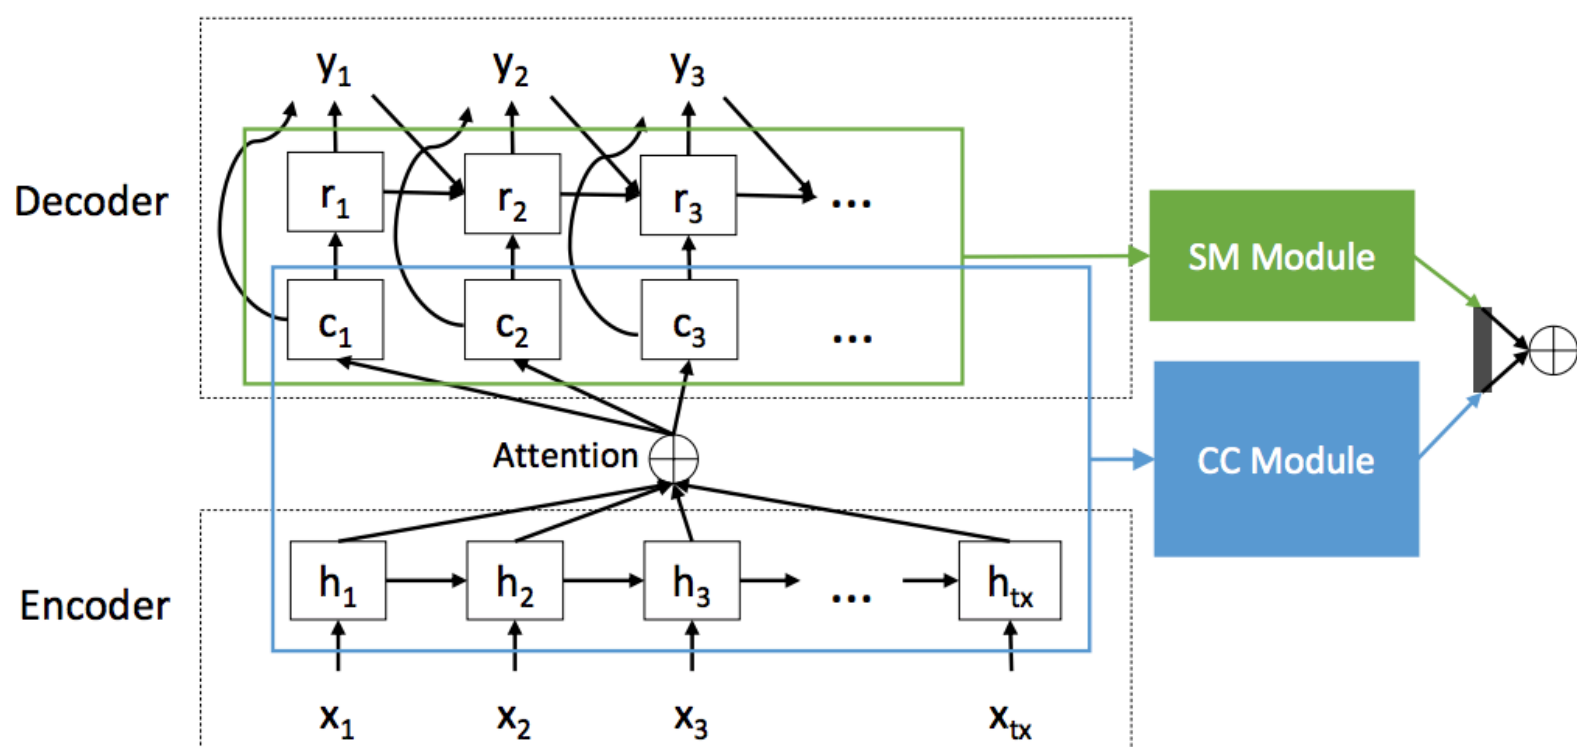 y1 y2 y3
Decoder
r1 r2 r3 ...
SM Module
c1 c2 c3 ...
Attention
CC Module
Encoder
h1 h2 h3 ... htx
x1 x2 x3 xtx